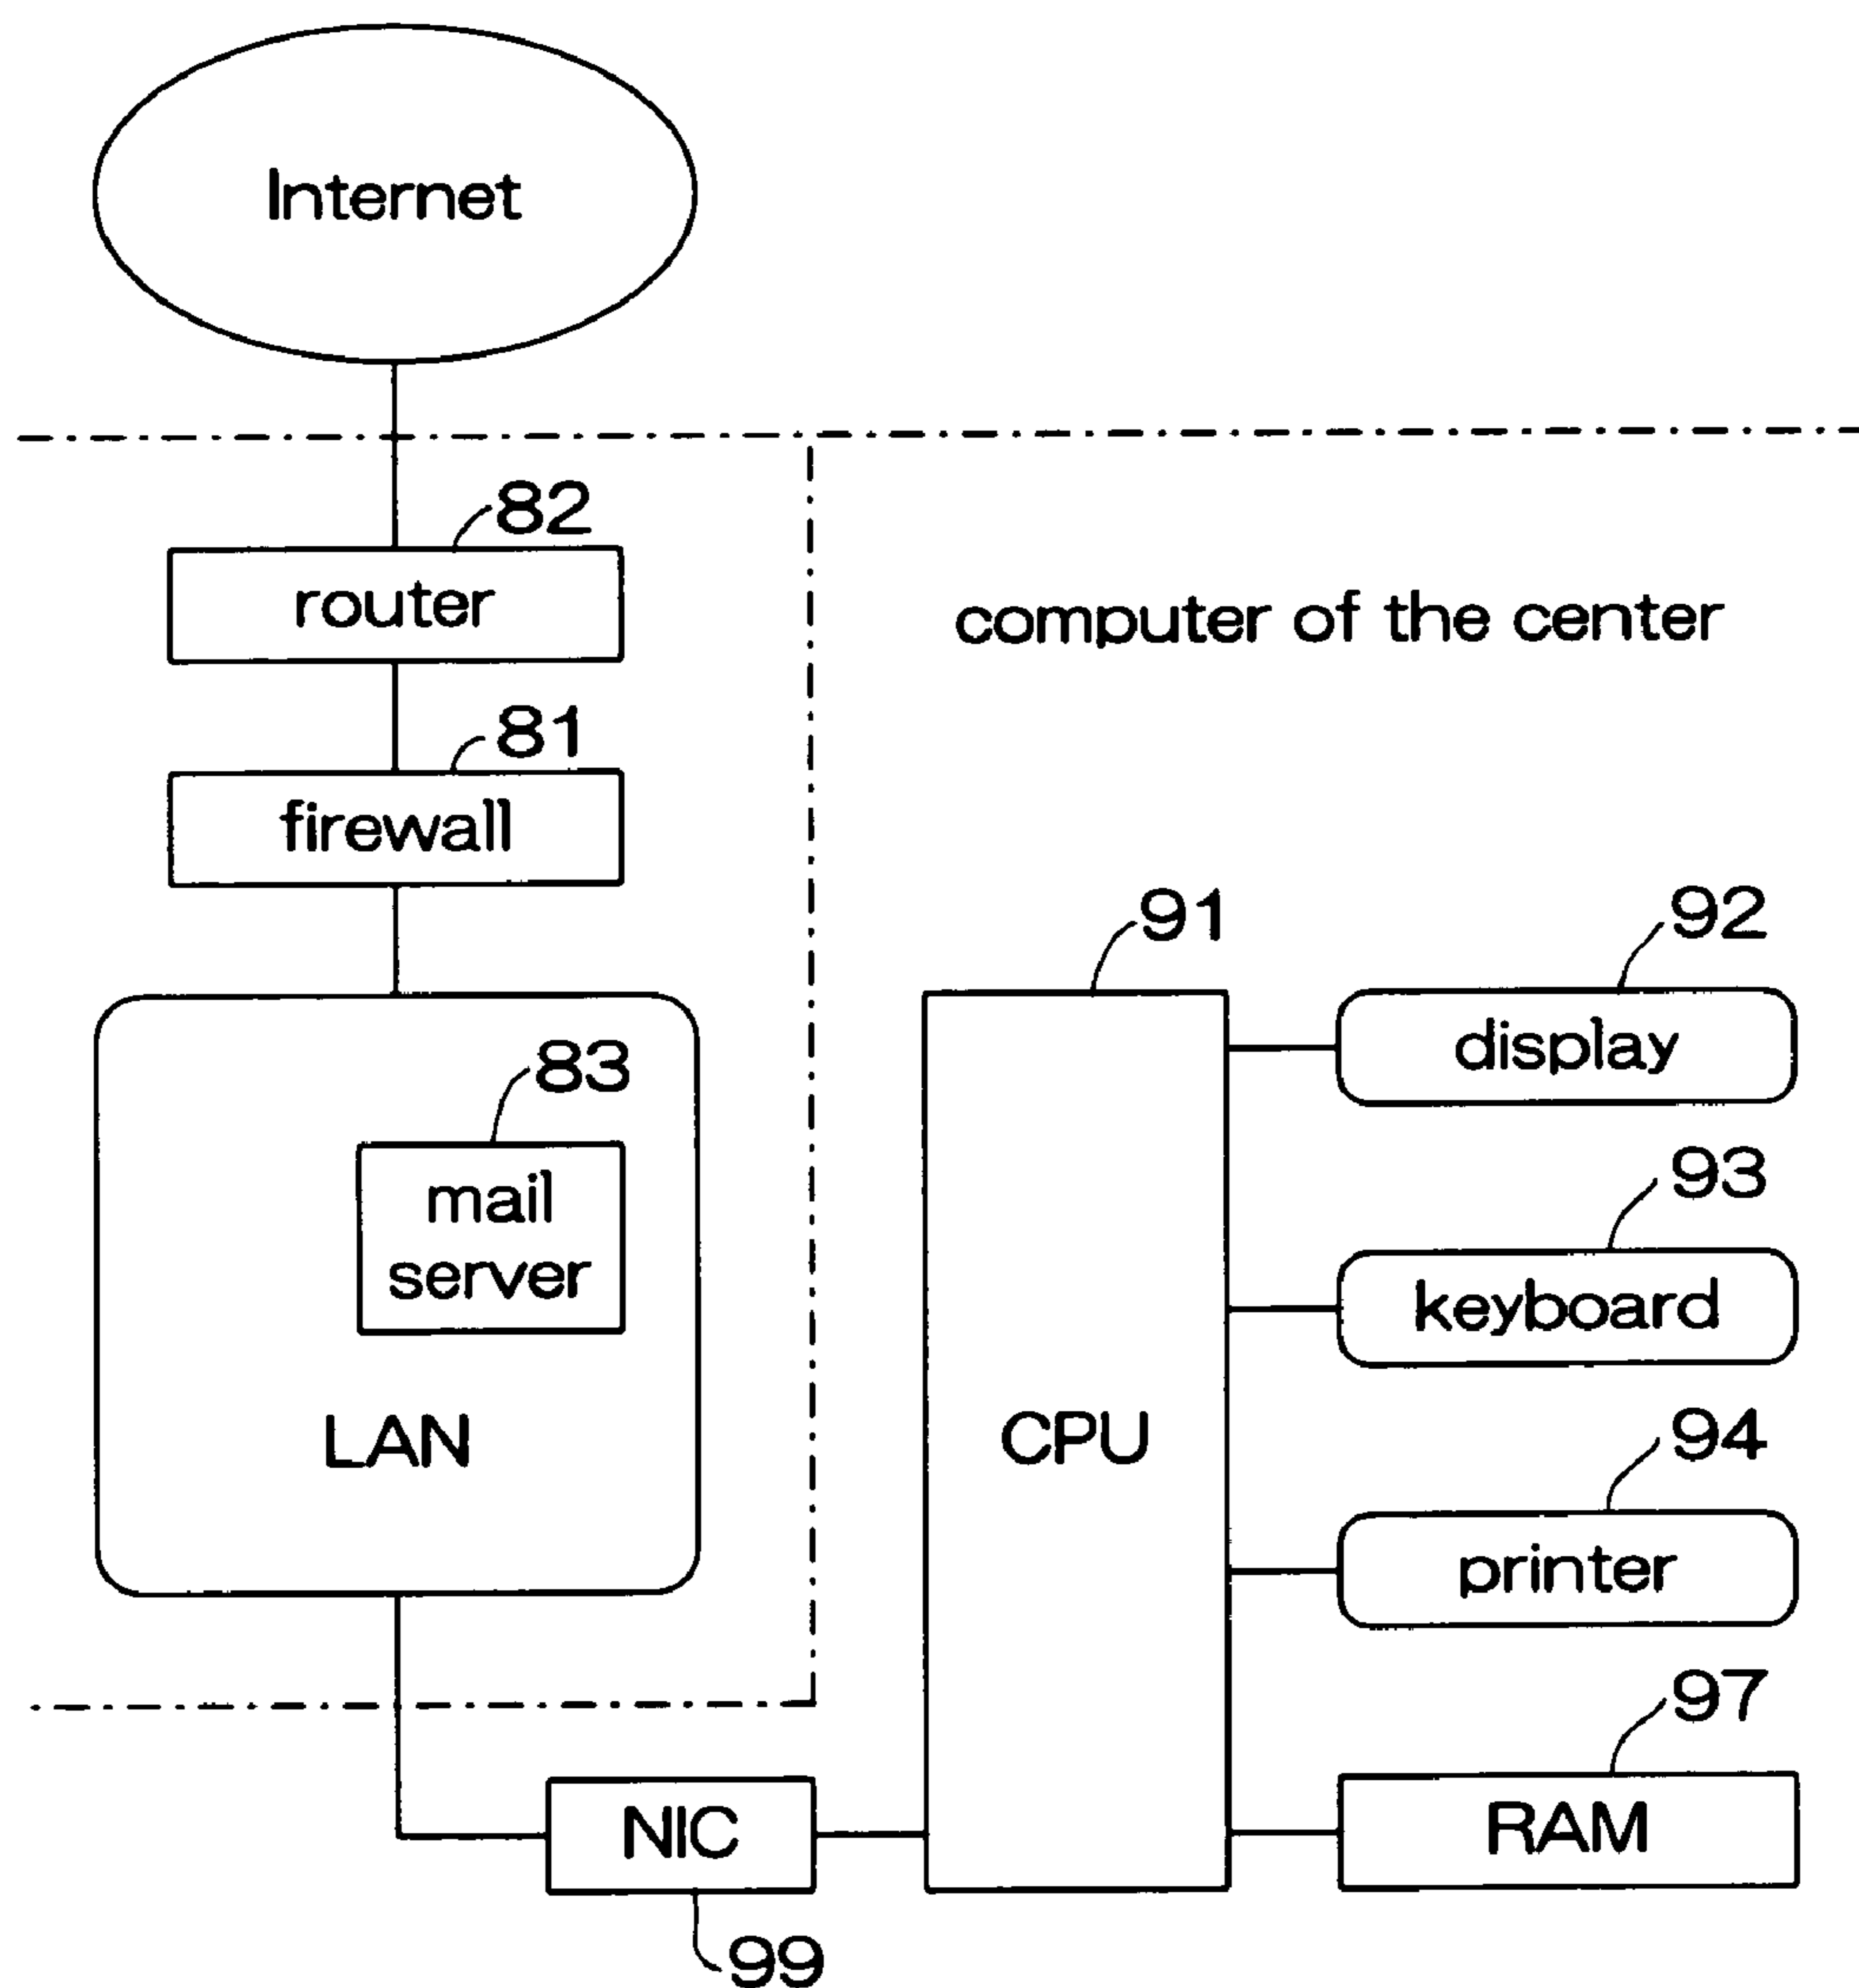 Internet
82
router
computer of the center
81
firewall
91
92
display
83
mail
server
93
keyboard
LAN
CPU
94
printer
97
NIC
RAM
99